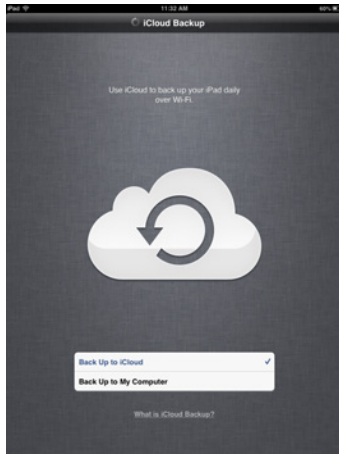 iPad 11:32 AM 60%
iCloud Backup
Use iCloud to back up your iPad daily
over Wi-Fi.
Back Up to iCloud
Back Up to My Computer
What is iCloud Backup?